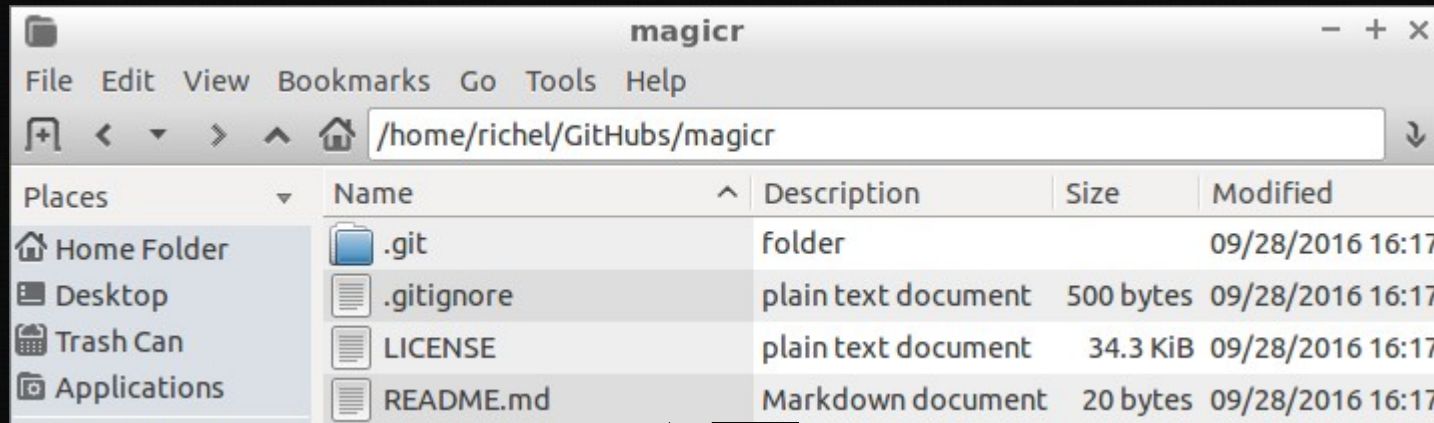 magicr
File Edit View Bookmarks Go Tools Help
/home/richel/GitHubs/magicr
Places Name Description Size Modified
Home Folder .git folder 09/28/2016 16:17
Desktop .gitignore plain text document 500 bytes 09/28/2016 16:17
Trash Can LICENSE plain text document 34.3 KiB 09/28/2016 16:17
Applications README.md Markdown document 20 bytes 09/28/2016 16:17